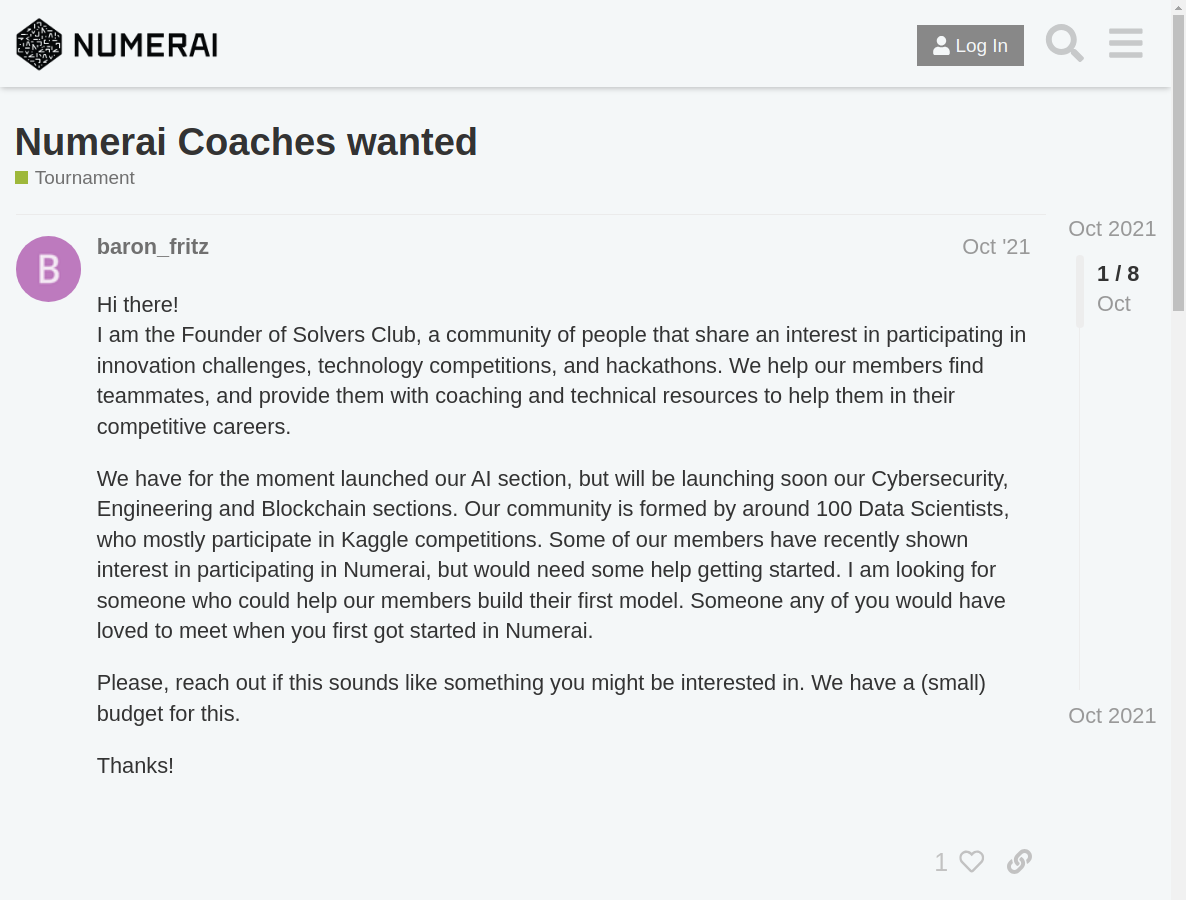 NUMERAI
Log In
Numerai Coaches wanted
Tournament
B
baron_fritz
Oct '21
Oct 2021
1 / 8
Oct
Hi there!
I am the Founder of Solvers Club, a community of people that share an interest in participating in
innovation challenges, technology competitions, and hackathons. We help our members find
teammates, and provide them with coaching and technical resources to help them in their
competitive careers.
We have for the moment launched our AI section, but will be launching soon our Cybersecurity,
Engineering and Blockchain sections. Our community is formed by around 100 Data Scientists,
who mostly participate in Kaggle competitions. Some of our members have recently shown
interest in participating in Numerai, but would need some help getting started. I am looking for
someone who could help our members build their first model. Someone any of you would have
loved to meet when you first got started in Numerai.
Please, reach out if this sounds like something you might be interested in. We have a (small)
budget for this.
Oct 2021
Thanks!
1